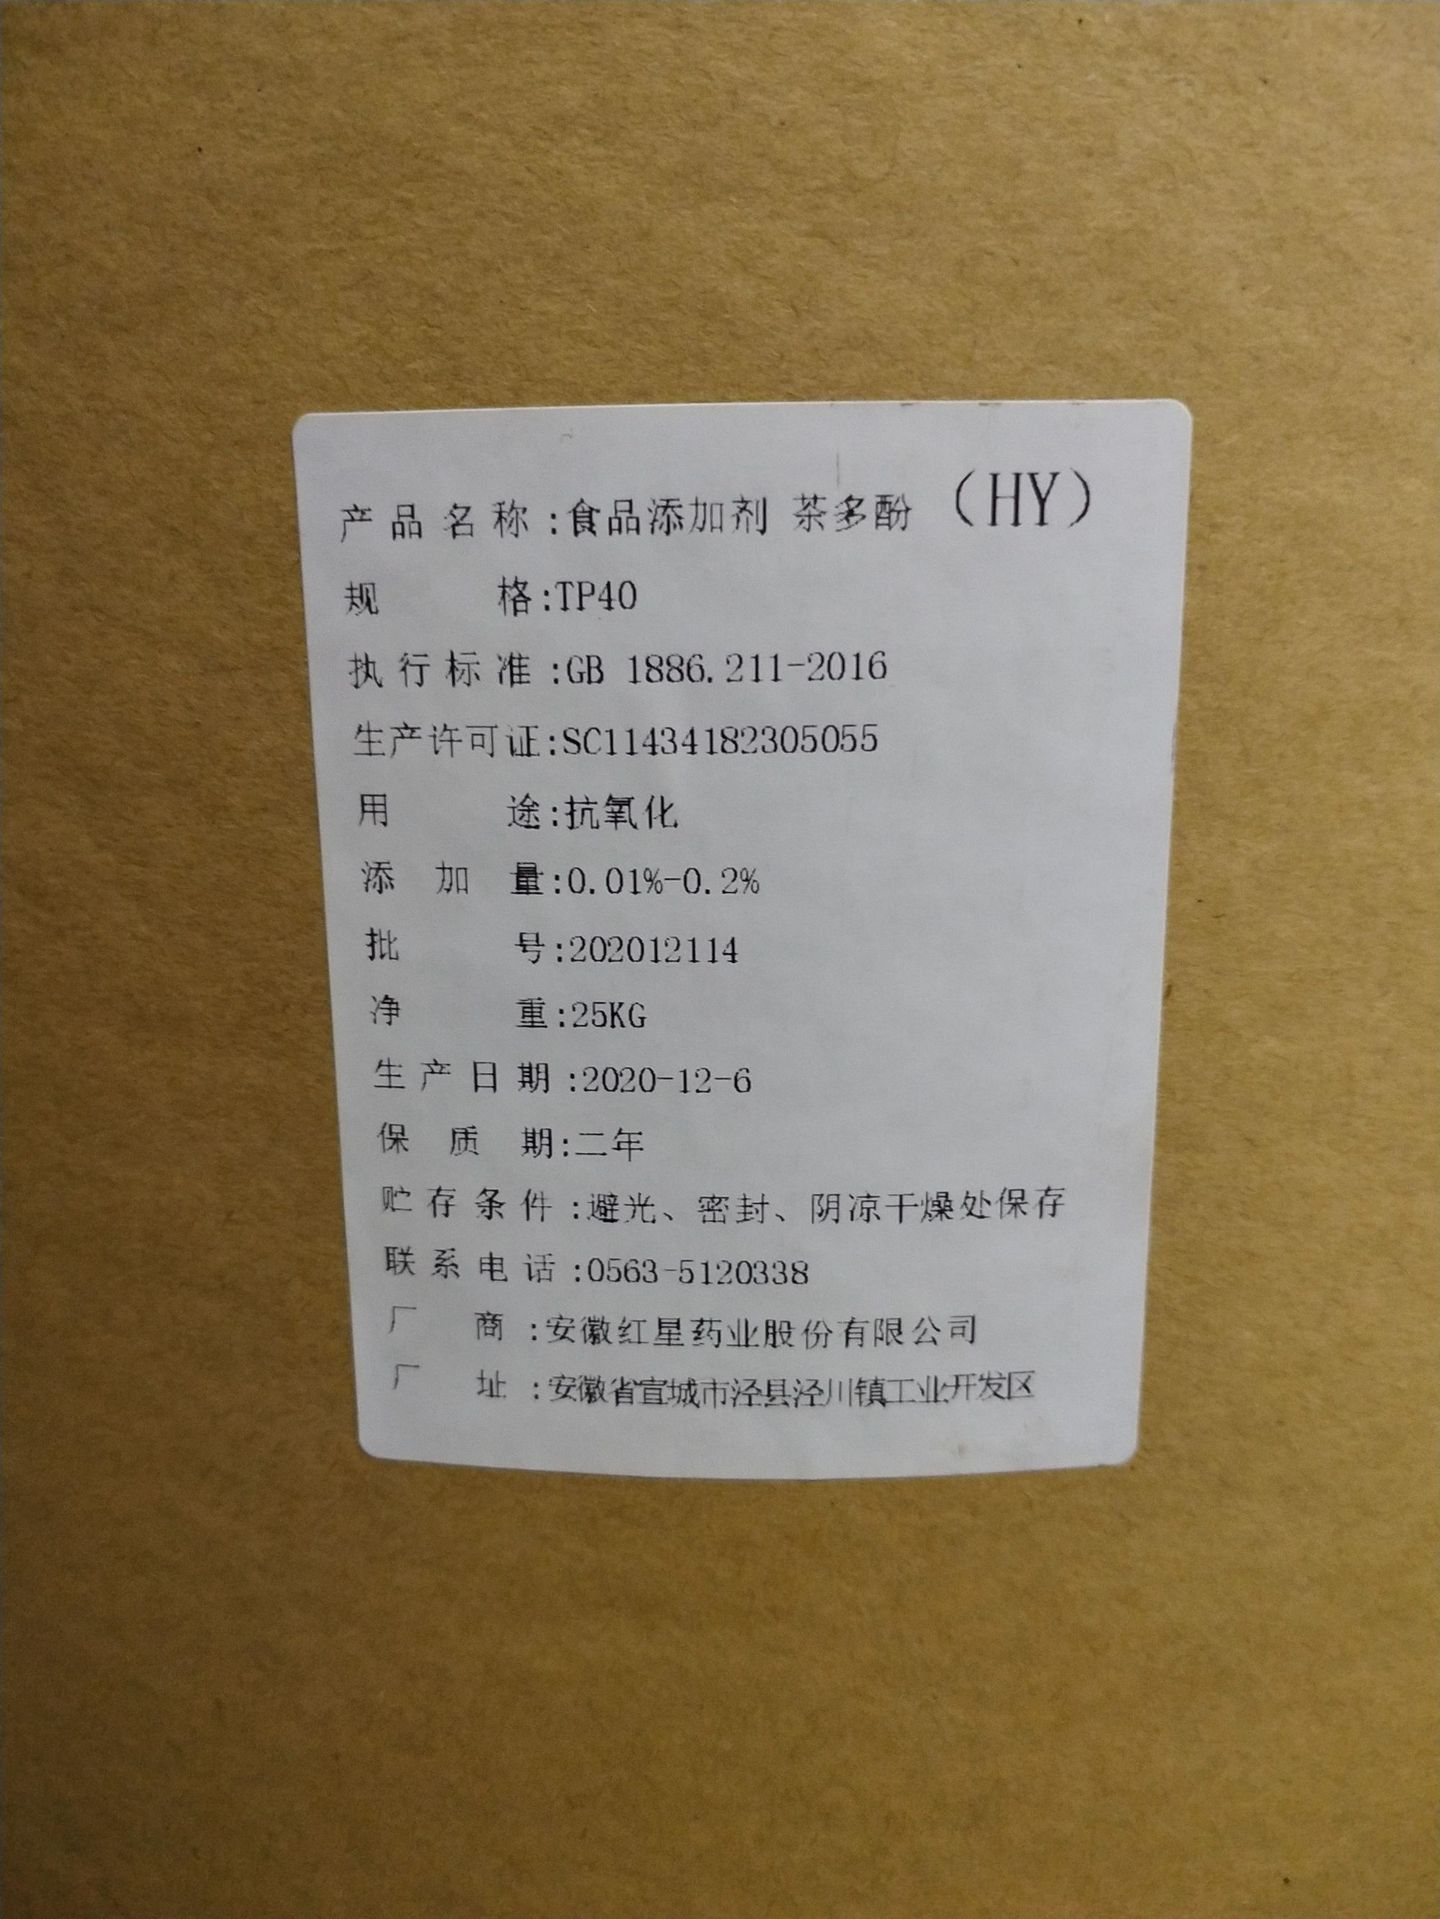 产品名称:食品添加剂 茶多酚（HY）
规格:TP40
执行标准:GB 1886.211-2016
生产许可证:SC11434182305055
用途:抗氧化
添加量:0.01%-0.2%
批号:202012114
净重:25KG
生产日期:2020-12-6
保质期:二年
贮存条件:避光、密封、阴凉干燥处保存
联系电话:0563-5120338
厂商:安徽红星药业股份有限公司
厂址:安徽省宣城市泾县泾川镇工业开发区